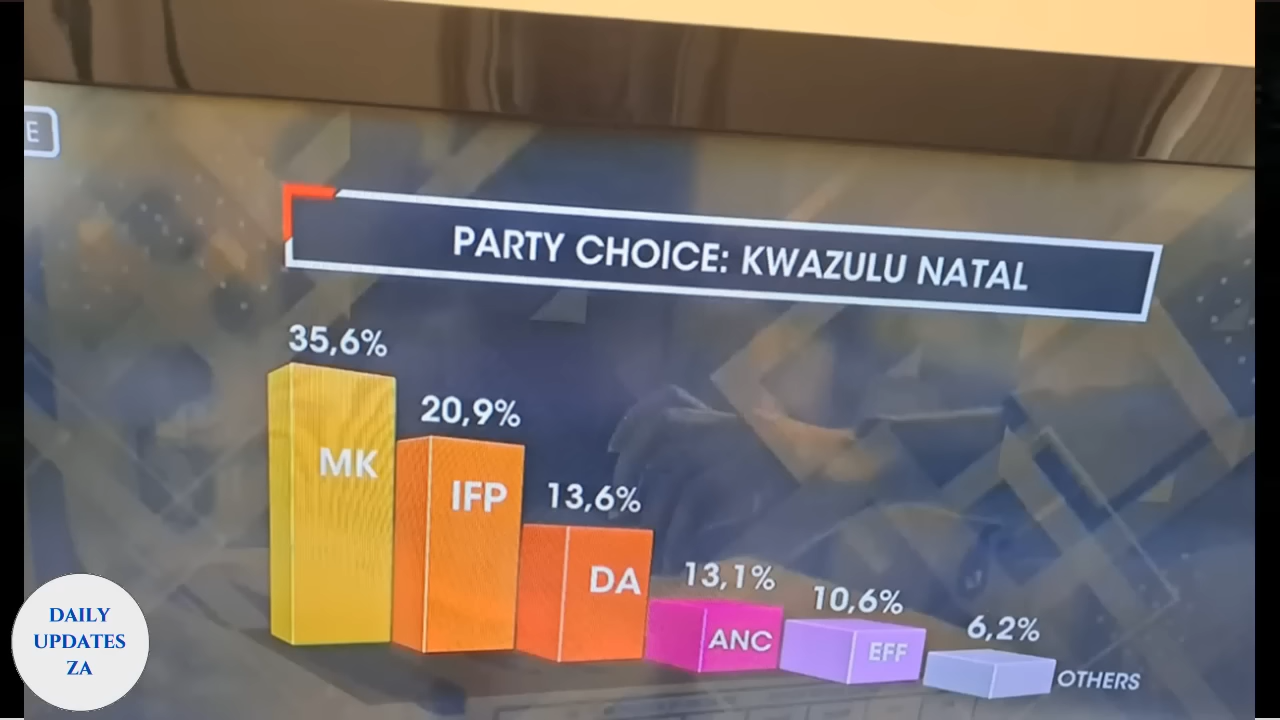 E
PARTY CHOICE: KWAZULU NATAL
35,6%
MK
20,9%
IFP
13,6%
DA
13,1%
ANC
10,6%
EFF
6,2%
OTHERS
DAILY
UPDATES
ZA